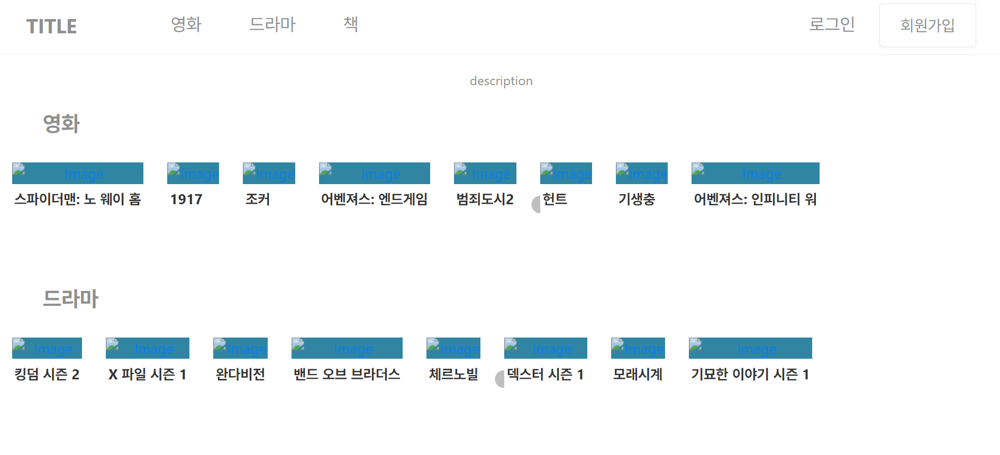 TITLE 영화 드라마 책 로그인 회원가입
description
영화
Image Image Image Image Image Image Image Image
스파이더맨: 노 웨이 홈 1917 조커 어벤져스: 엔드게임 범죄도시2 헌트 기생충 어벤져스: 인피니티 워
드라마
Image Image Image Image Image Image Image Image
킹덤 시즌 2 X 파일 시즌 1 완다비전 밴드 오브 브라더스 체르노빌 덱스터 시즌 1 모래시계 기묘한 이야기 시즌 1